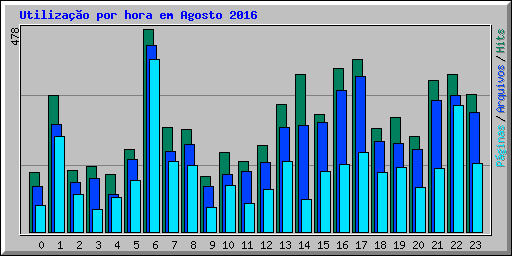 Utilização por hora em Agosto 2016
478
Páginas / Arquivos / Hits
0 1 2 3 4 5 6 7 8 9 10 11 12 13 14 15 16 17 18 19 20 21 22 23